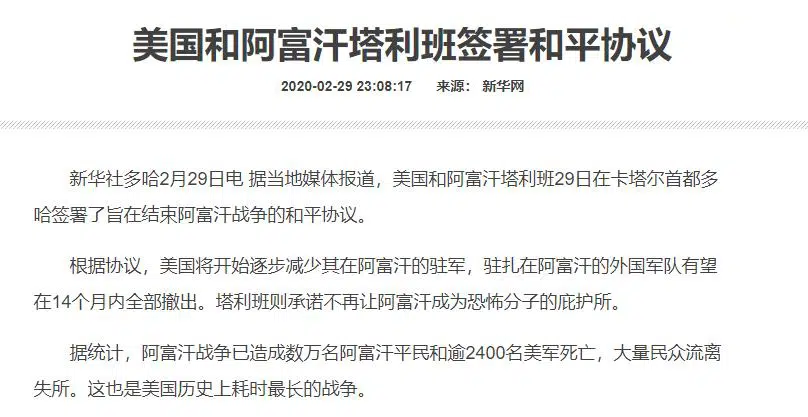 美国和阿富汗塔利班签署和平协议
2020-02-29 23:08:17 来源： 新华网
新华社多哈2月29日电 据当地媒体报道，美国和阿富汗塔利班29日在卡塔尔首都多
哈签署了旨在结束阿富汗战争的和平协议。
根据协议，美国将开始逐步减少其在阿富汗的驻军，驻扎在阿富汗的外国军队有望
在14个月内全部撤出。塔利班则承诺不再让阿富汗成为恐怖分子的庇护所。
据统计，阿富汗战争已造成数万名阿富汗平民和逾2400名美军死亡，大量民众流离
失所。这也是美国历史上耗时最长的战争。